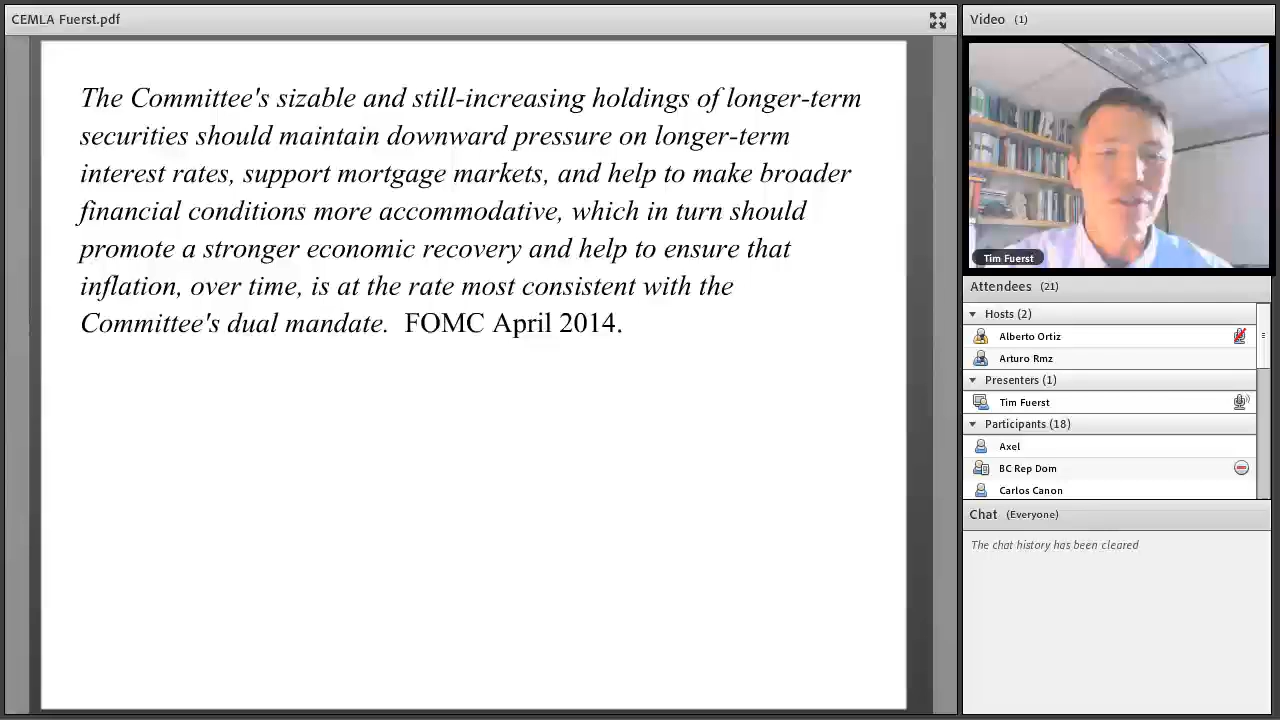 CEMLA Fuerst.pdf
The Committee's sizable and still-increasing holdings of longer-term
securities should maintain downward pressure on longer-term
interest rates, support mortgage markets, and help to make broader
financial conditions more accommodative, which in turn should
promote a stronger economic recovery and help to ensure that
inflation, over time, is at the rate most consistent with the
Committee's dual mandate.  FOMC April 2014.
Video (1)
Tim Fuerst
Attendees (21)
Hosts (2)
Alberto Ortiz
Arturo Rmz
Presenters (1)
Tim Fuerst
Participants (18)
Axel
BC Rep Dom
Carlos Canon
Chat (Everyone)
The chat history has been cleared